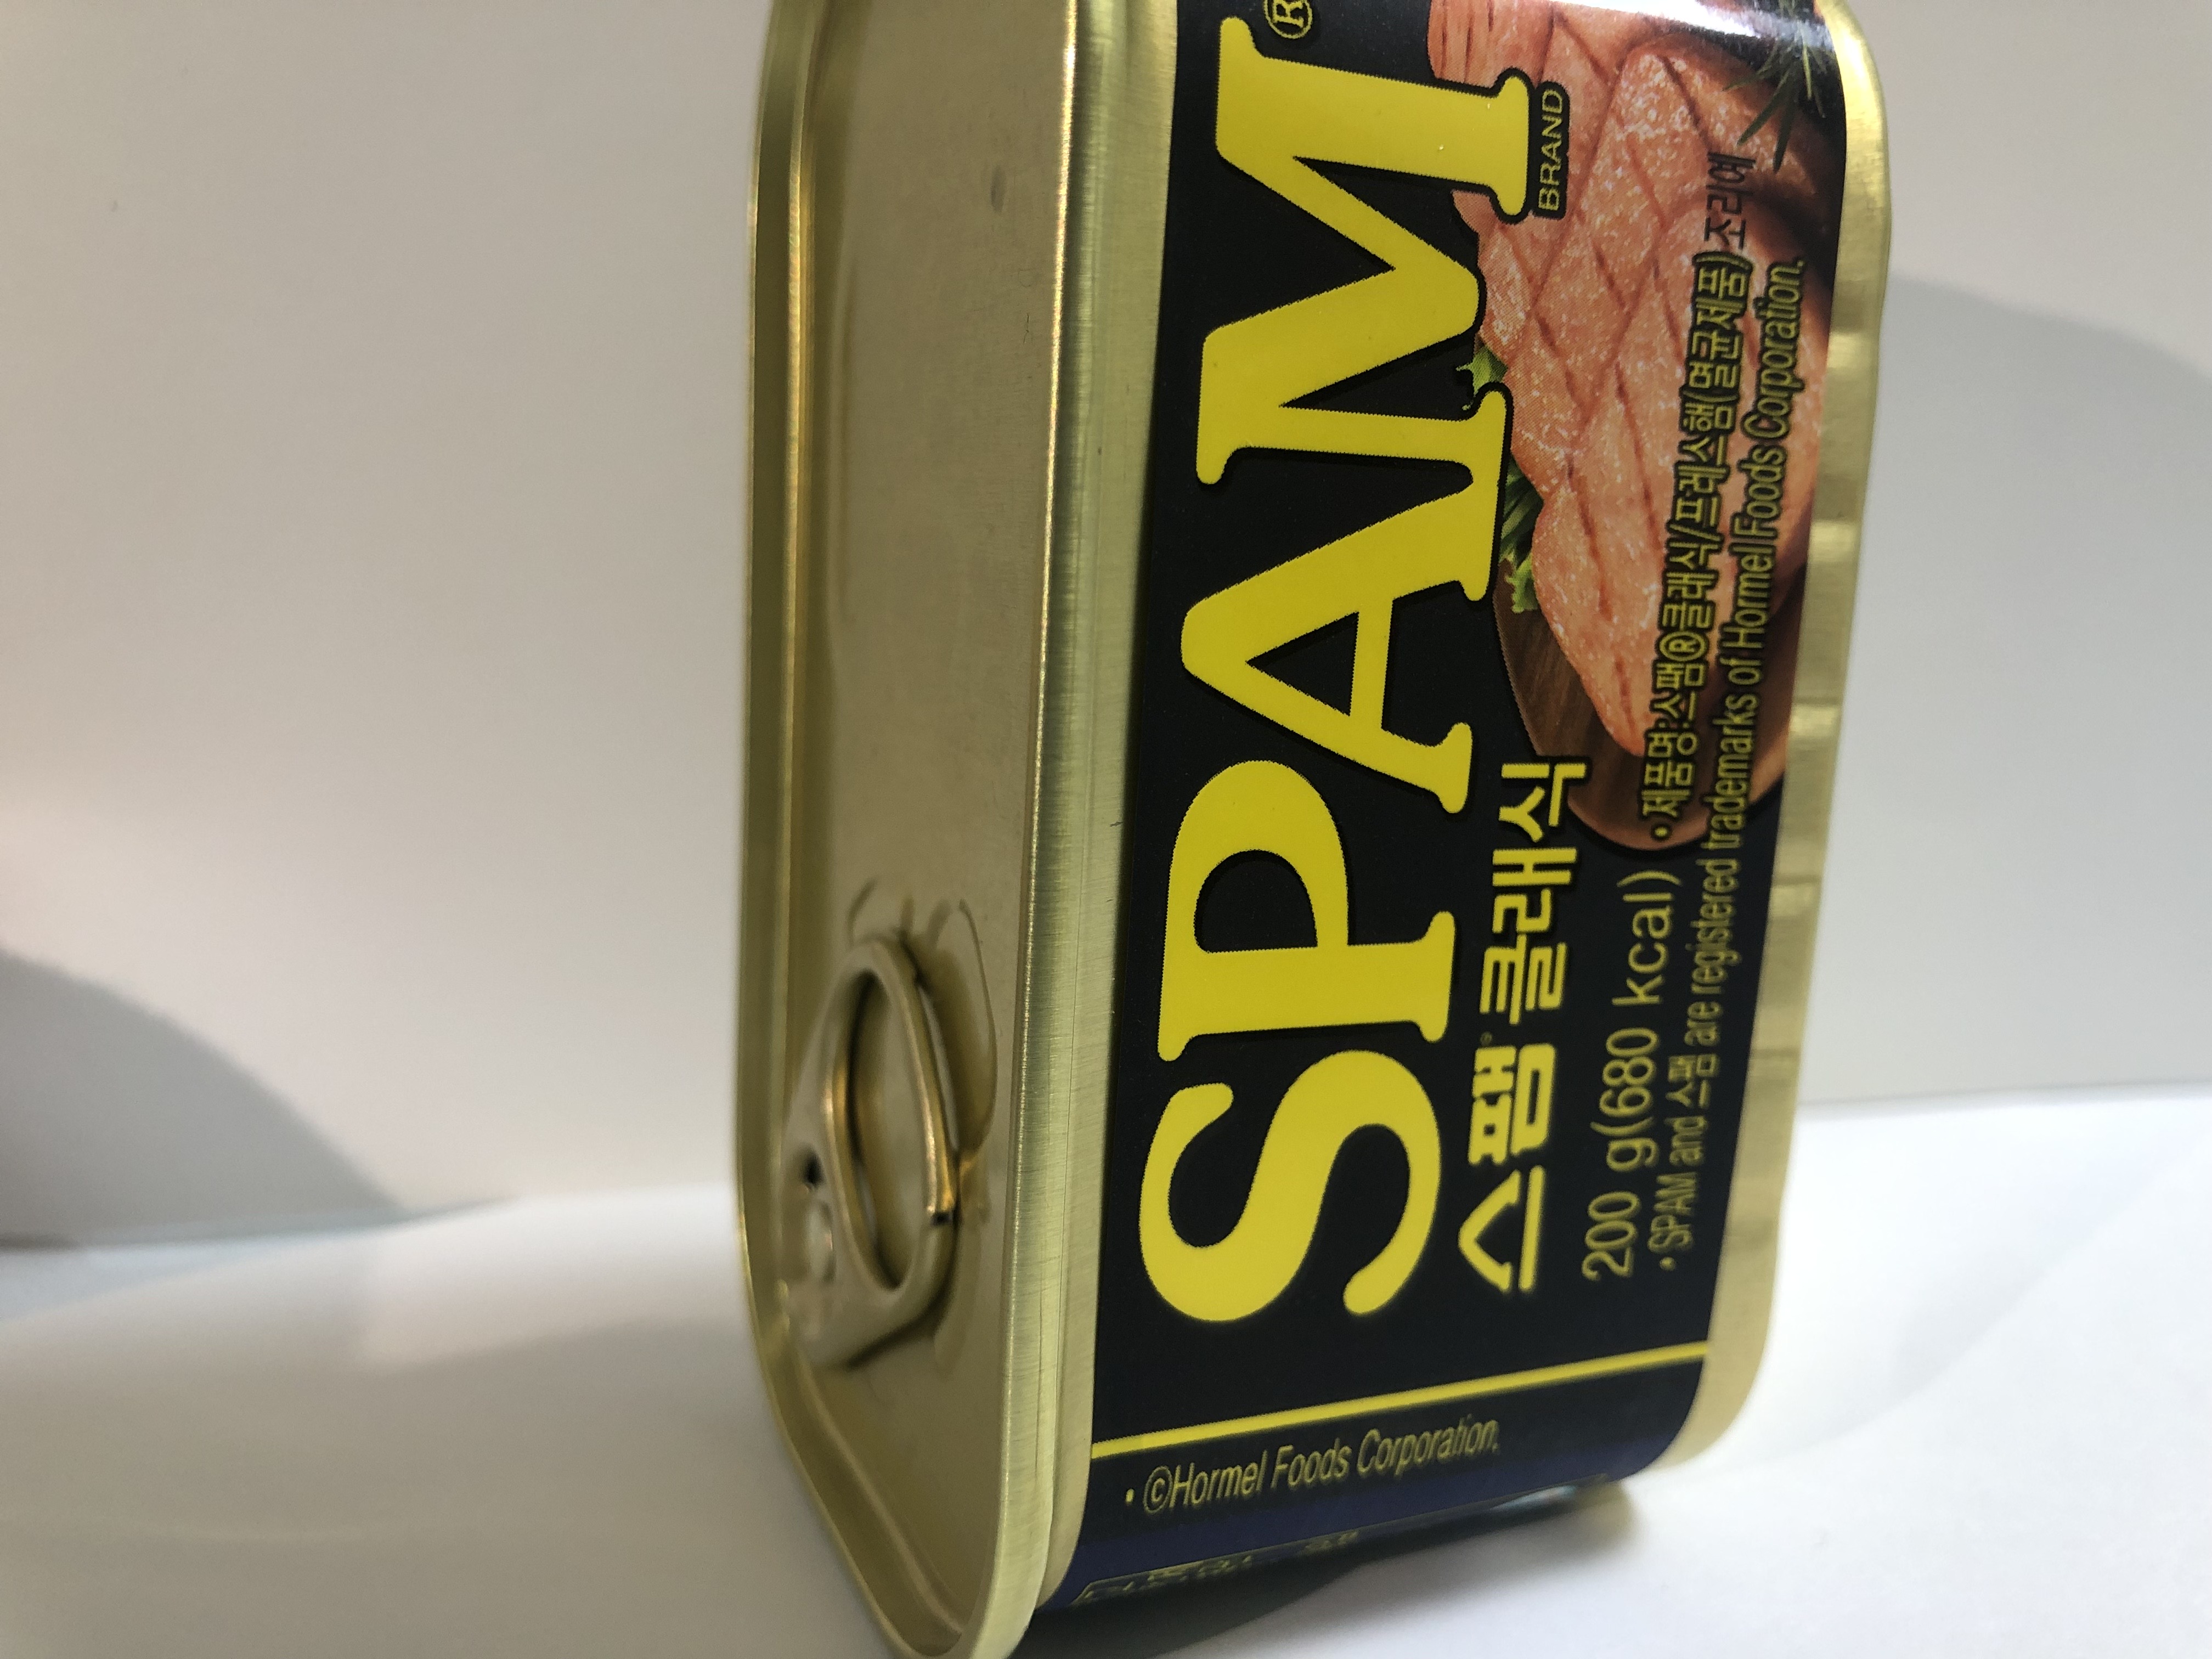 SPAM®
BRAND
스팸® 클래식
200 g(680 kcal)
•제품명:스팸®클래식/프레스햄(멸균제품) 조리예
•SPAM and 스팸 are registered trademarks of Hormel Foods Corporation.
•©Hormel Foods Corporation.